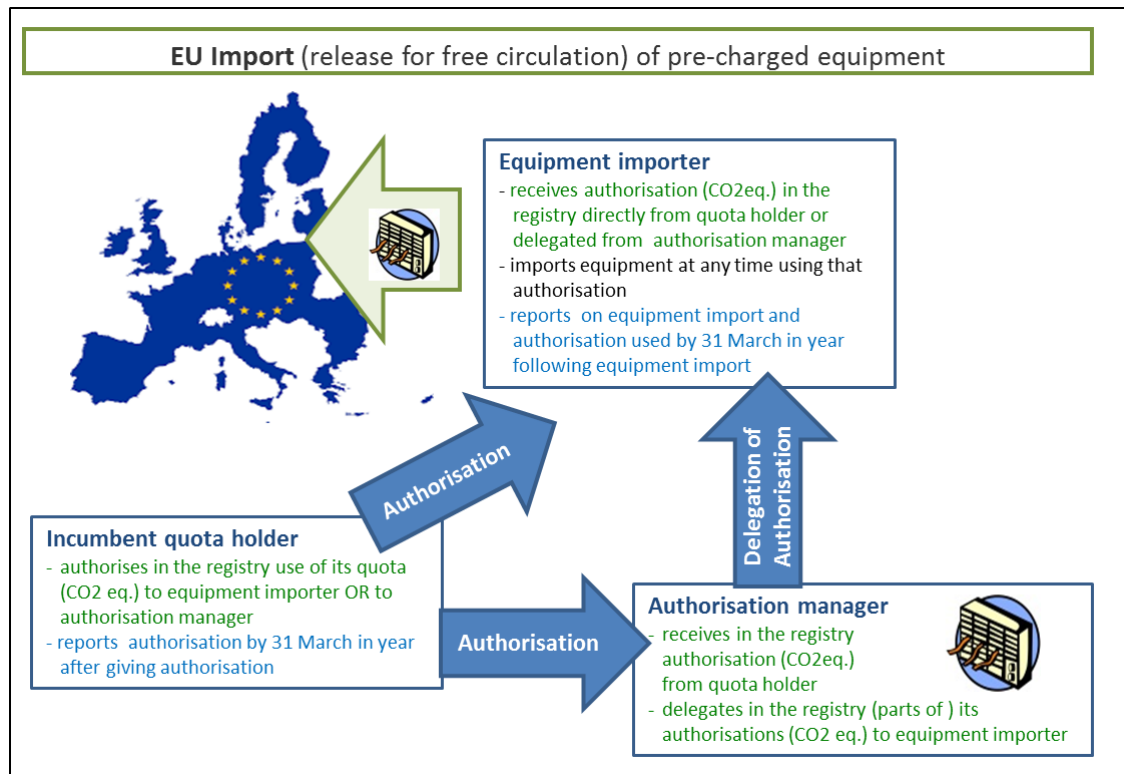 EU Import (release for free circulation) of pre-charged equipment
Equipment importer
- receives authorisation (CO2eq.) in the
registry directly from quota holder or
delegated from authorisation manager
- imports equipment at any time using that
authorisation
- reports on equipment import and
authorisation used by 31 March in year
following equipment import
Authorisation
Delegation of
Authorisation
Incumbent quota holder
- authorises in the registry use of its quota
(CO2 eq.) to equipment importer OR to
authorisation manager
- reports authorisation by 31 March in year
after giving authorisation
Authorisation
Authorisation manager
- receives in the registry
authorisation (CO2eq.)
from quota holder
- delegates in the registry (parts of ) its
authorisations (CO2 eq.) to equipment importer